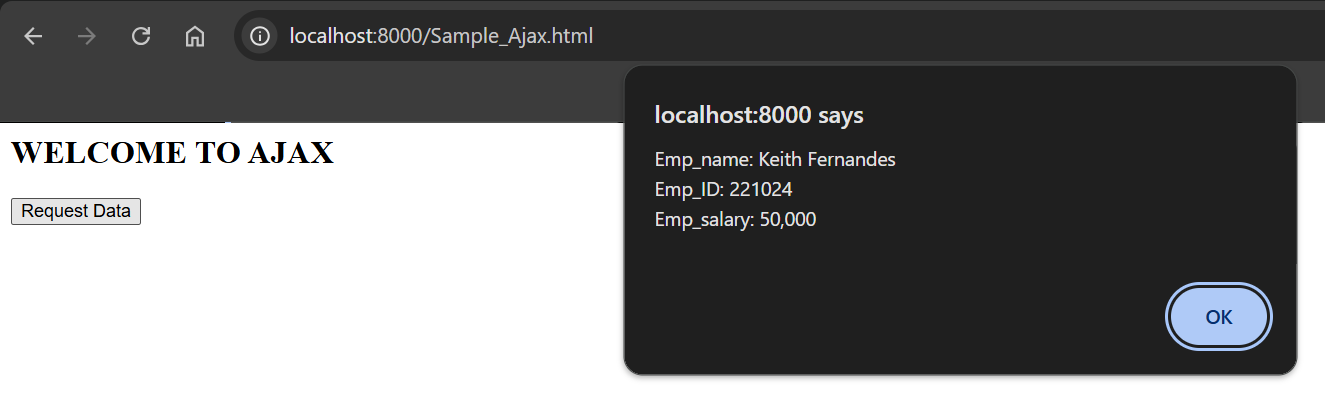 localhost:8000/Sample_Ajax.html
localhost:8000 says
Emp_name: Keith Fernandes
Emp_ID: 221024
Emp_salary: 50,000
OK
WELCOME TO AJAX
Request Data